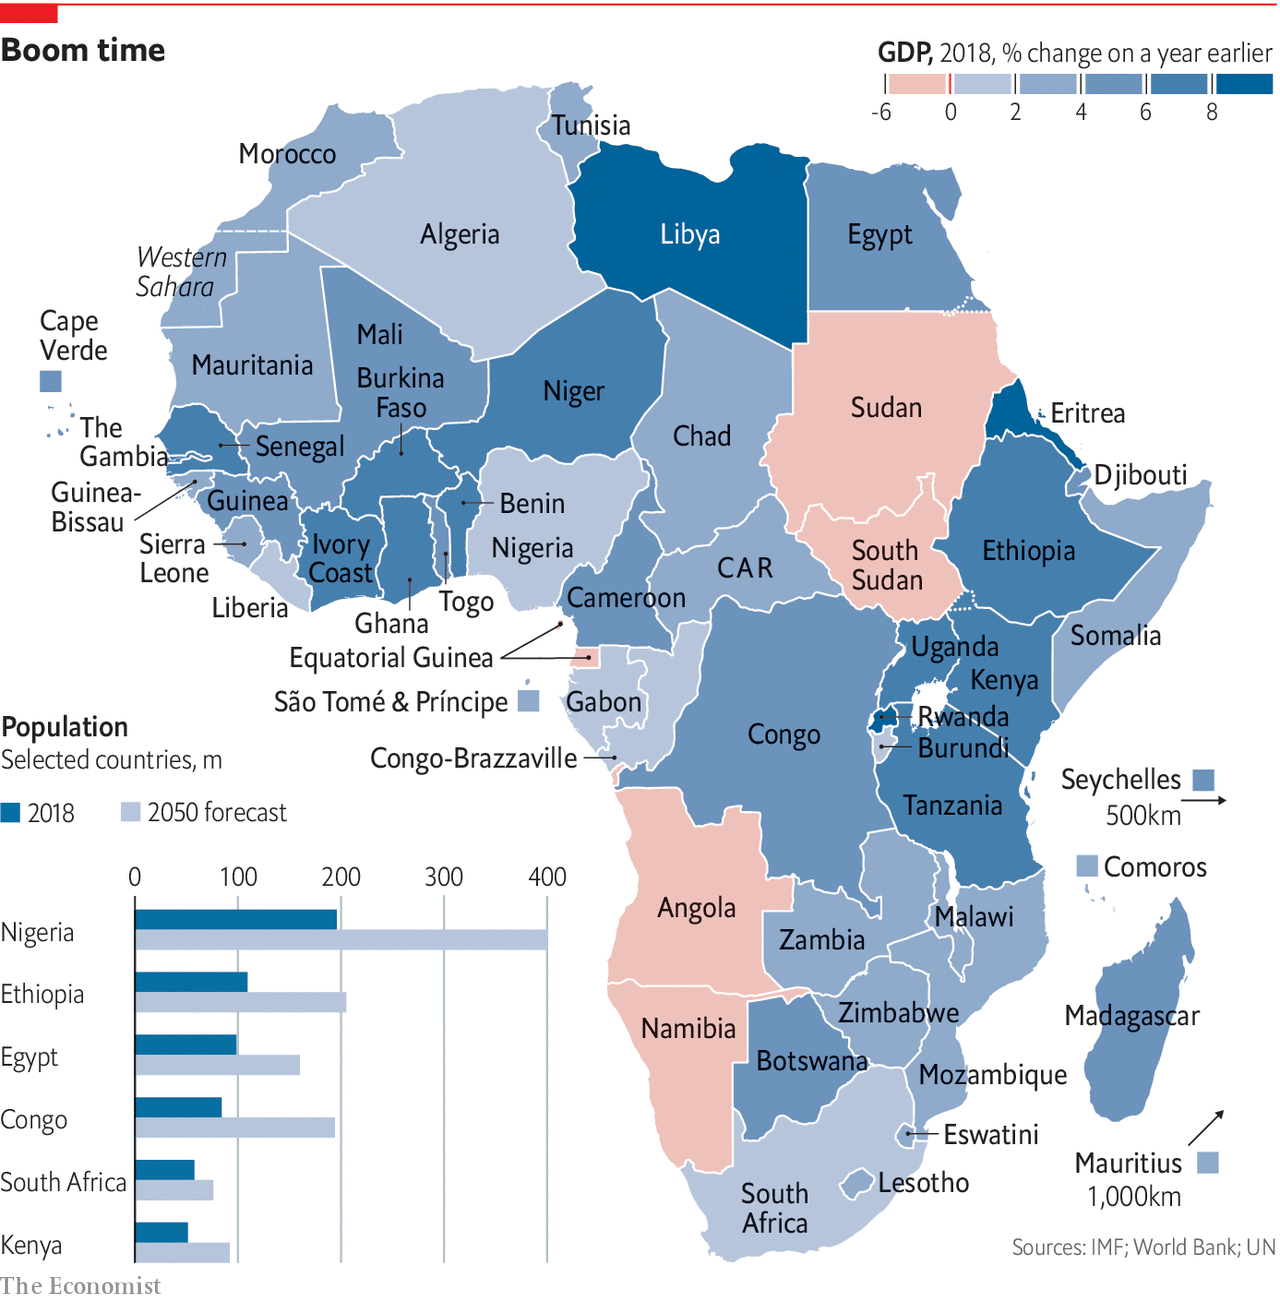 Boom time
GDP, 2018, % change on a year earlier
-6 0 2 4 6 8
Tunisia
Morocco
Algeria
Libya
Egypt
Western
Sahara
Cape
Verde
Mali
Mauritania
Burkina
Faso
Niger
Chad
Sudan
Eritrea
The
Gambia
Senegal
Djibouti
Guinea-
Bissau
Guinea
Benin
Nigeria
Sierra
Leone
Ivory
Coast
CAR
South
Sudan
Ethiopia
Liberia
Togo
Ghana
Cameroon
Equatorial Guinea
Uganda
Somalia
Kenya
São Tomé & Príncipe
Gabon
Rwanda
Congo
Burundi
Congo-Brazzaville
Tanzania
Seychelles
500km
Comoros
Angola
Zambia
Malawi
Namibia
Zimbabwe
Madagascar
Botswana
Mozambique
Eswatini
Mauritius
1,000km
Lesotho
South
Africa
Population
Selected countries, m
2018 2050 forecast
0 100 200 300 400
Nigeria
Ethiopia
Egypt
Congo
South Africa
Kenya
Sources: IMF; World Bank; UN
The Economist